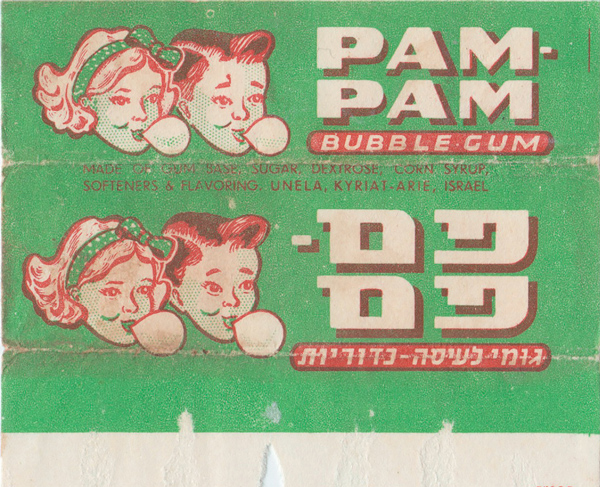 PAM-
PAM
BUBBLE·GUM
MADE OF GUM BASE, SUGAR, DEXTROSE, CORN SYRUP,
SOFTENERS & FLAVORING. UNELA, KYRIAT-ARIE, ISRAEL
פם-
פם
גומי לעיסה-כדורית